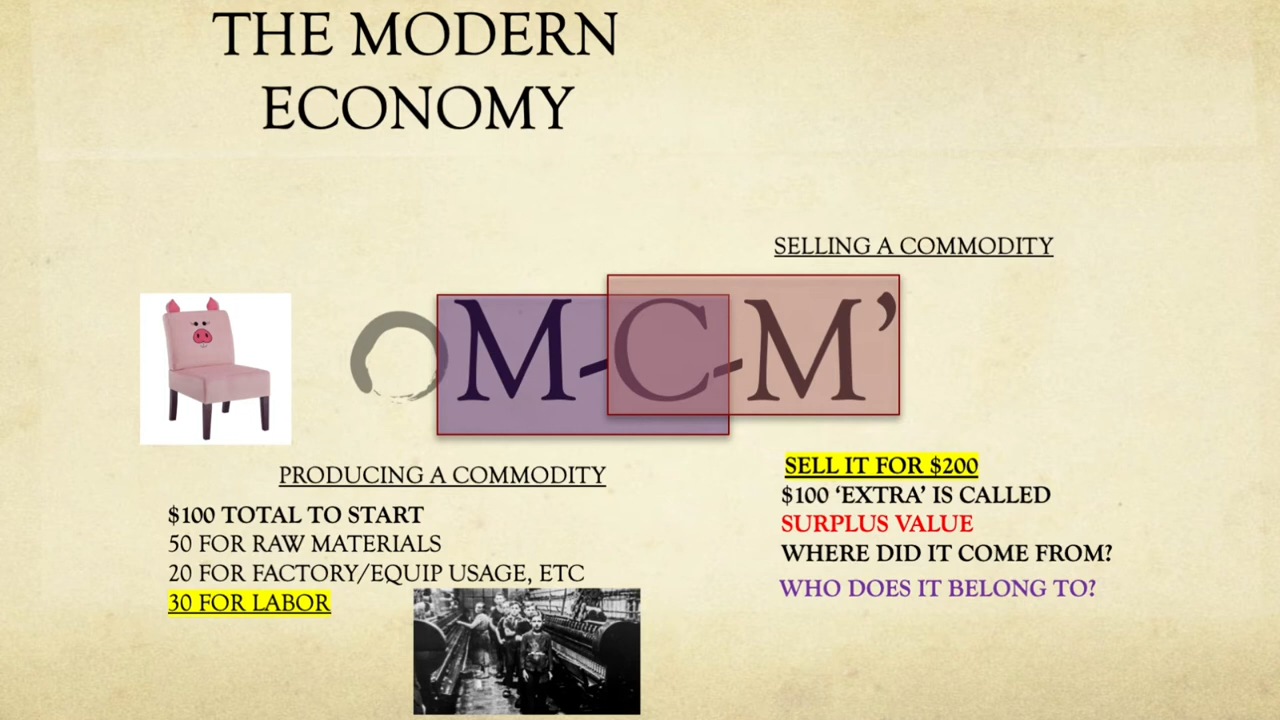 THE MODERN
ECONOMY
SELLING A COMMODITY
M-C-M’
PRODUCING A COMMODITY
$100 TOTAL TO START
50 FOR RAW MATERIALS
20 FOR FACTORY/EQUIP USAGE, ETC
30 FOR LABOR
SELL IT FOR $200
$100 ‘EXTRA’ IS CALLED
SURPLUS VALUE
WHERE DID IT COME FROM?
WHO DOES IT BELONG TO?